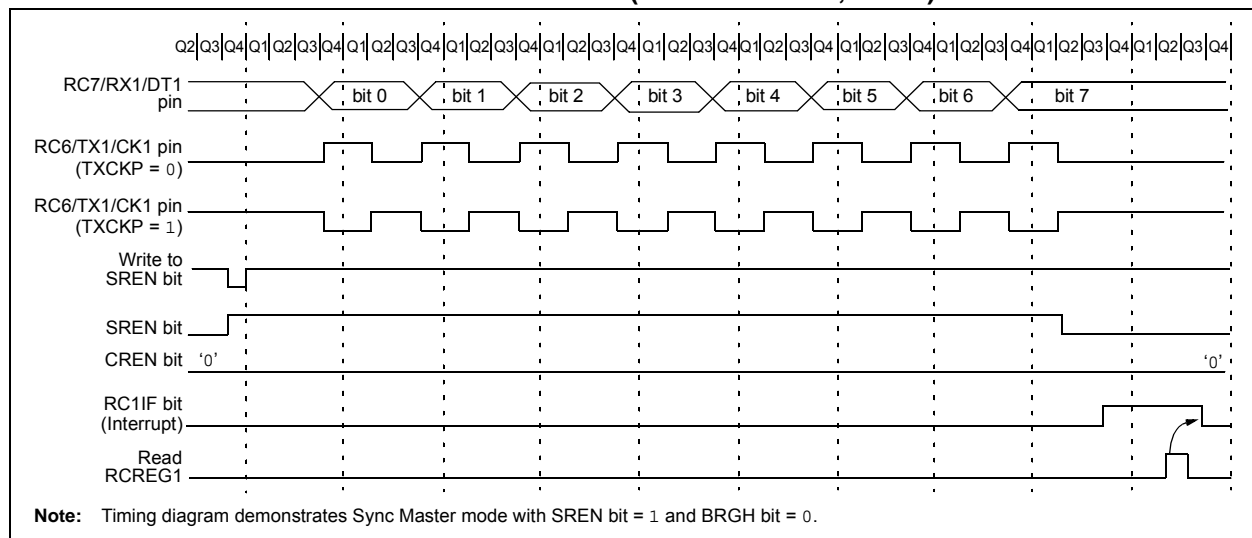 Q2|Q3|Q4|Q1|Q2|Q3|Q4|Q1|Q2|Q3|Q4|Q1|Q2|Q3|Q4|Q1|Q2|Q3|Q4|Q1|Q2|Q3|Q4|Q1|Q2|Q3|Q4|Q1|Q2|Q3|Q4|Q1|Q2|Q3|Q4|Q1|Q2|Q3|Q4|Q1|Q2|Q3|Q4
RC7/RX1/DT1
pin
bit 0 bit 1 bit 2 bit 3 bit 4 bit 5 bit 6 bit 7
RC6/TX1/CK1 pin
(TXCKP = 0)
RC6/TX1/CK1 pin
(TXCKP = 1)
Write to
SREN bit
SREN bit
CREN bit ‘0’ ‘0’
RC1IF bit
(Interrupt)
Read
RCREG1
Note: Timing diagram demonstrates Sync Master mode with SREN bit = 1 and BRGH bit = 0.